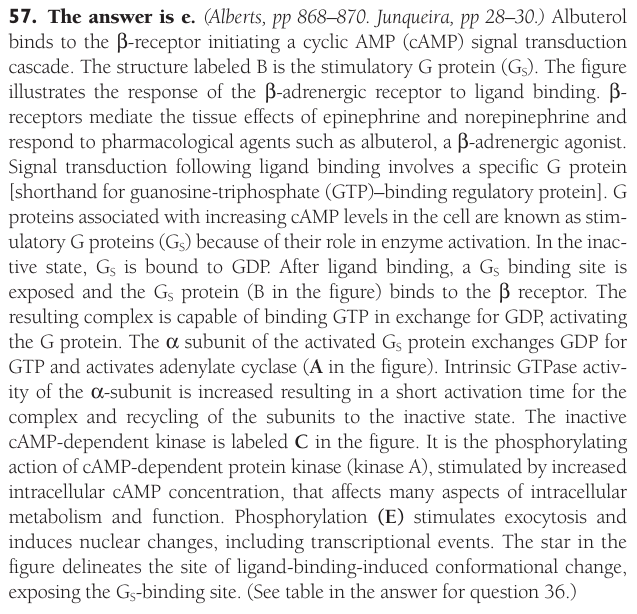 57. The answer is e. (Alberts, pp 868–870. Junqueira, pp 28–30.) Albuterol
binds to the β-receptor initiating a cyclic AMP (cAMP) signal transduction
cascade. The structure labeled B is the stimulatory G protein (GS). The figure
illustrates the response of the β-adrenergic receptor to ligand binding. β-
receptors mediate the tissue effects of epinephrine and norepinephrine and
respond to pharmacological agents such as albuterol, a β-adrenergic agonist.
Signal transduction following ligand binding involves a specific G protein
[shorthand for guanosine-triphosphate (GTP)–binding regulatory protein]. G
proteins associated with increasing cAMP levels in the cell are known as stim-
ulatory G proteins (GS) because of their role in enzyme activation. In the inac-
tive state, GS is bound to GDP. After ligand binding, a GS binding site is
exposed and the GS protein (B in the figure) binds to the β receptor. The
resulting complex is capable of binding GTP in exchange for GDP, activating
the G protein. The α subunit of the activated GS protein exchanges GDP for
GTP and activates adenylate cyclase (A in the figure). Intrinsic GTPase activ-
ity of the α-subunit is increased resulting in a short activation time for the
complex and recycling of the subunits to the inactive state. The inactive
cAMP-dependent kinase is labeled C in the figure. It is the phosphorylating
action of cAMP-dependent protein kinase (kinase A), stimulated by increased
intracellular cAMP concentration, that affects many aspects of intracellular
metabolism and function. Phosphorylation (E) stimulates exocytosis and
induces nuclear changes, including transcriptional events. The star in the
figure delineates the site of ligand-binding-induced conformational change,
exposing the GS-binding site. (See table in the answer for question 36.)